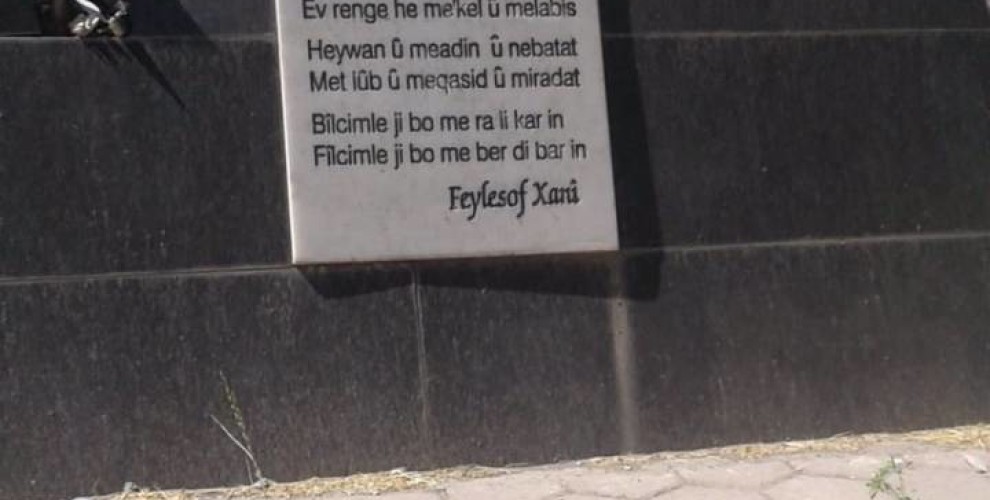 Ev renge he me'kel û melabis
Heywan û meadin û nebatat
Met lûb û meqasid û miradat
Bîlcimle ji bo me ra li kar in
Fîlcimle ji bo me ber di bar in
Feylesof Xanî